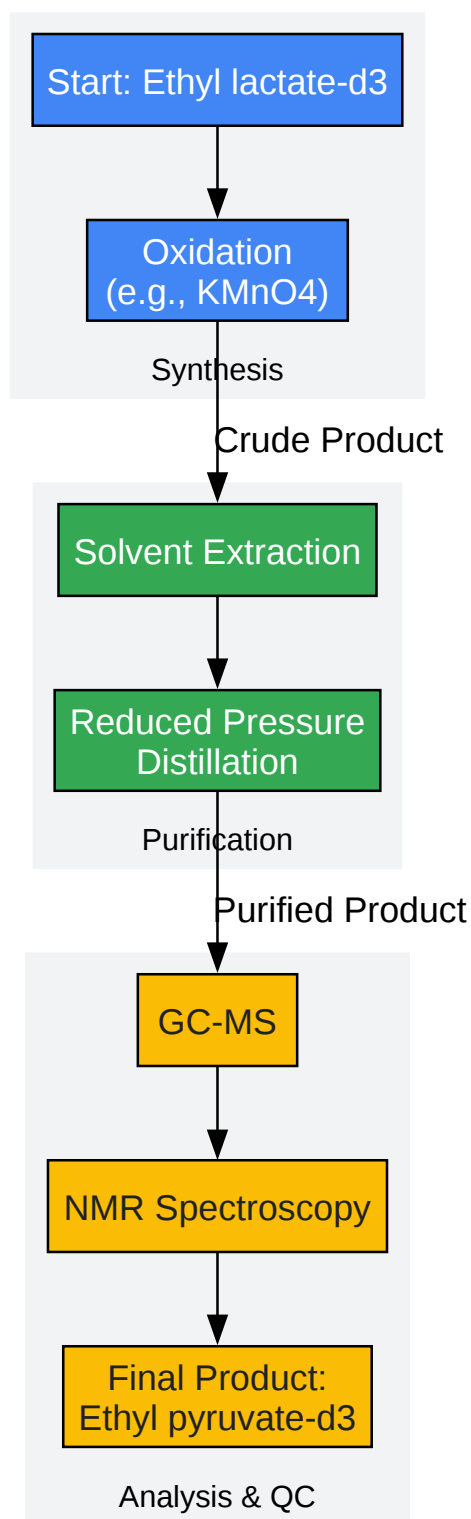 Start: Ethyl lactate-d3
Oxidation
(e.g., KMnO4)
Synthesis
Crude Product
Solvent Extraction
Reduced Pressure
Distillation
Purification
Purified Product
GC-MS
NMR Spectroscopy
Final Product:
Ethyl pyruvate-d3
Analysis & QC